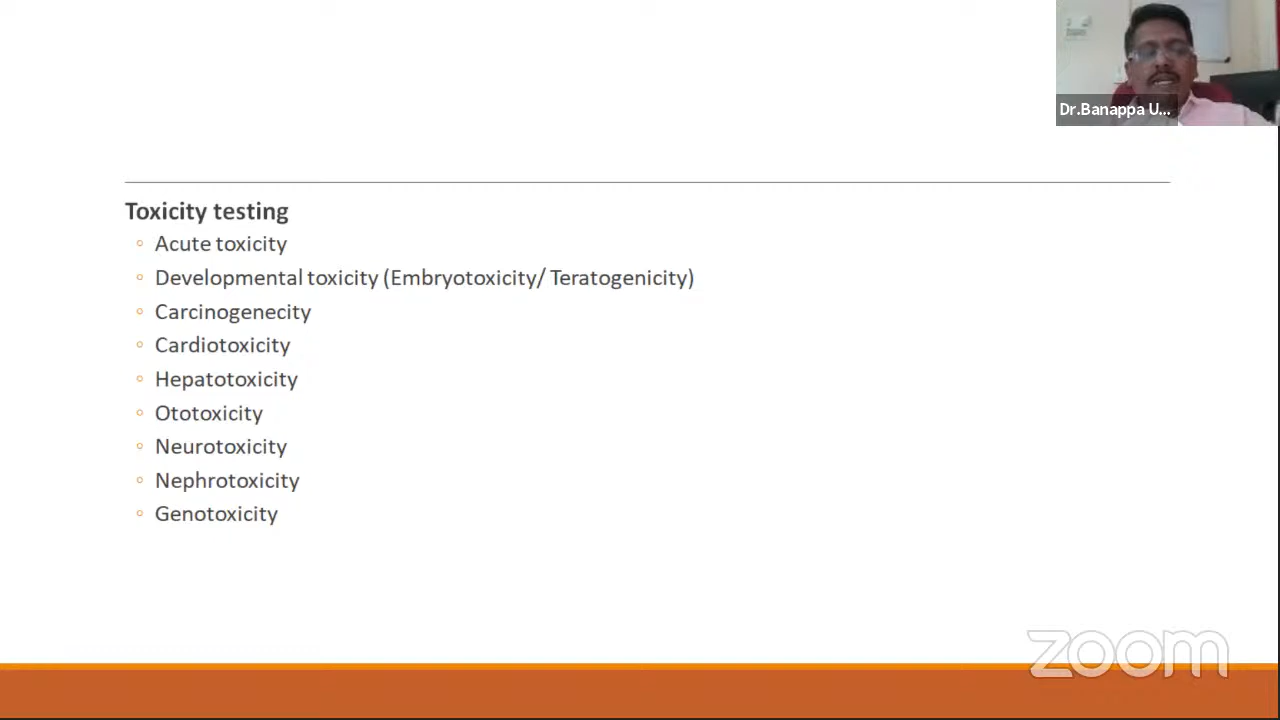 Dr.Banappa U...
Toxicity testing
Acute toxicity
Developmental toxicity (Embryotoxicity/ Teratogenicity)
Carcinogenecity
Cardiotoxicity
Hepatotoxicity
Ototoxicity
Neurotoxicity
Nephrotoxicity
Genotoxicity
zoom